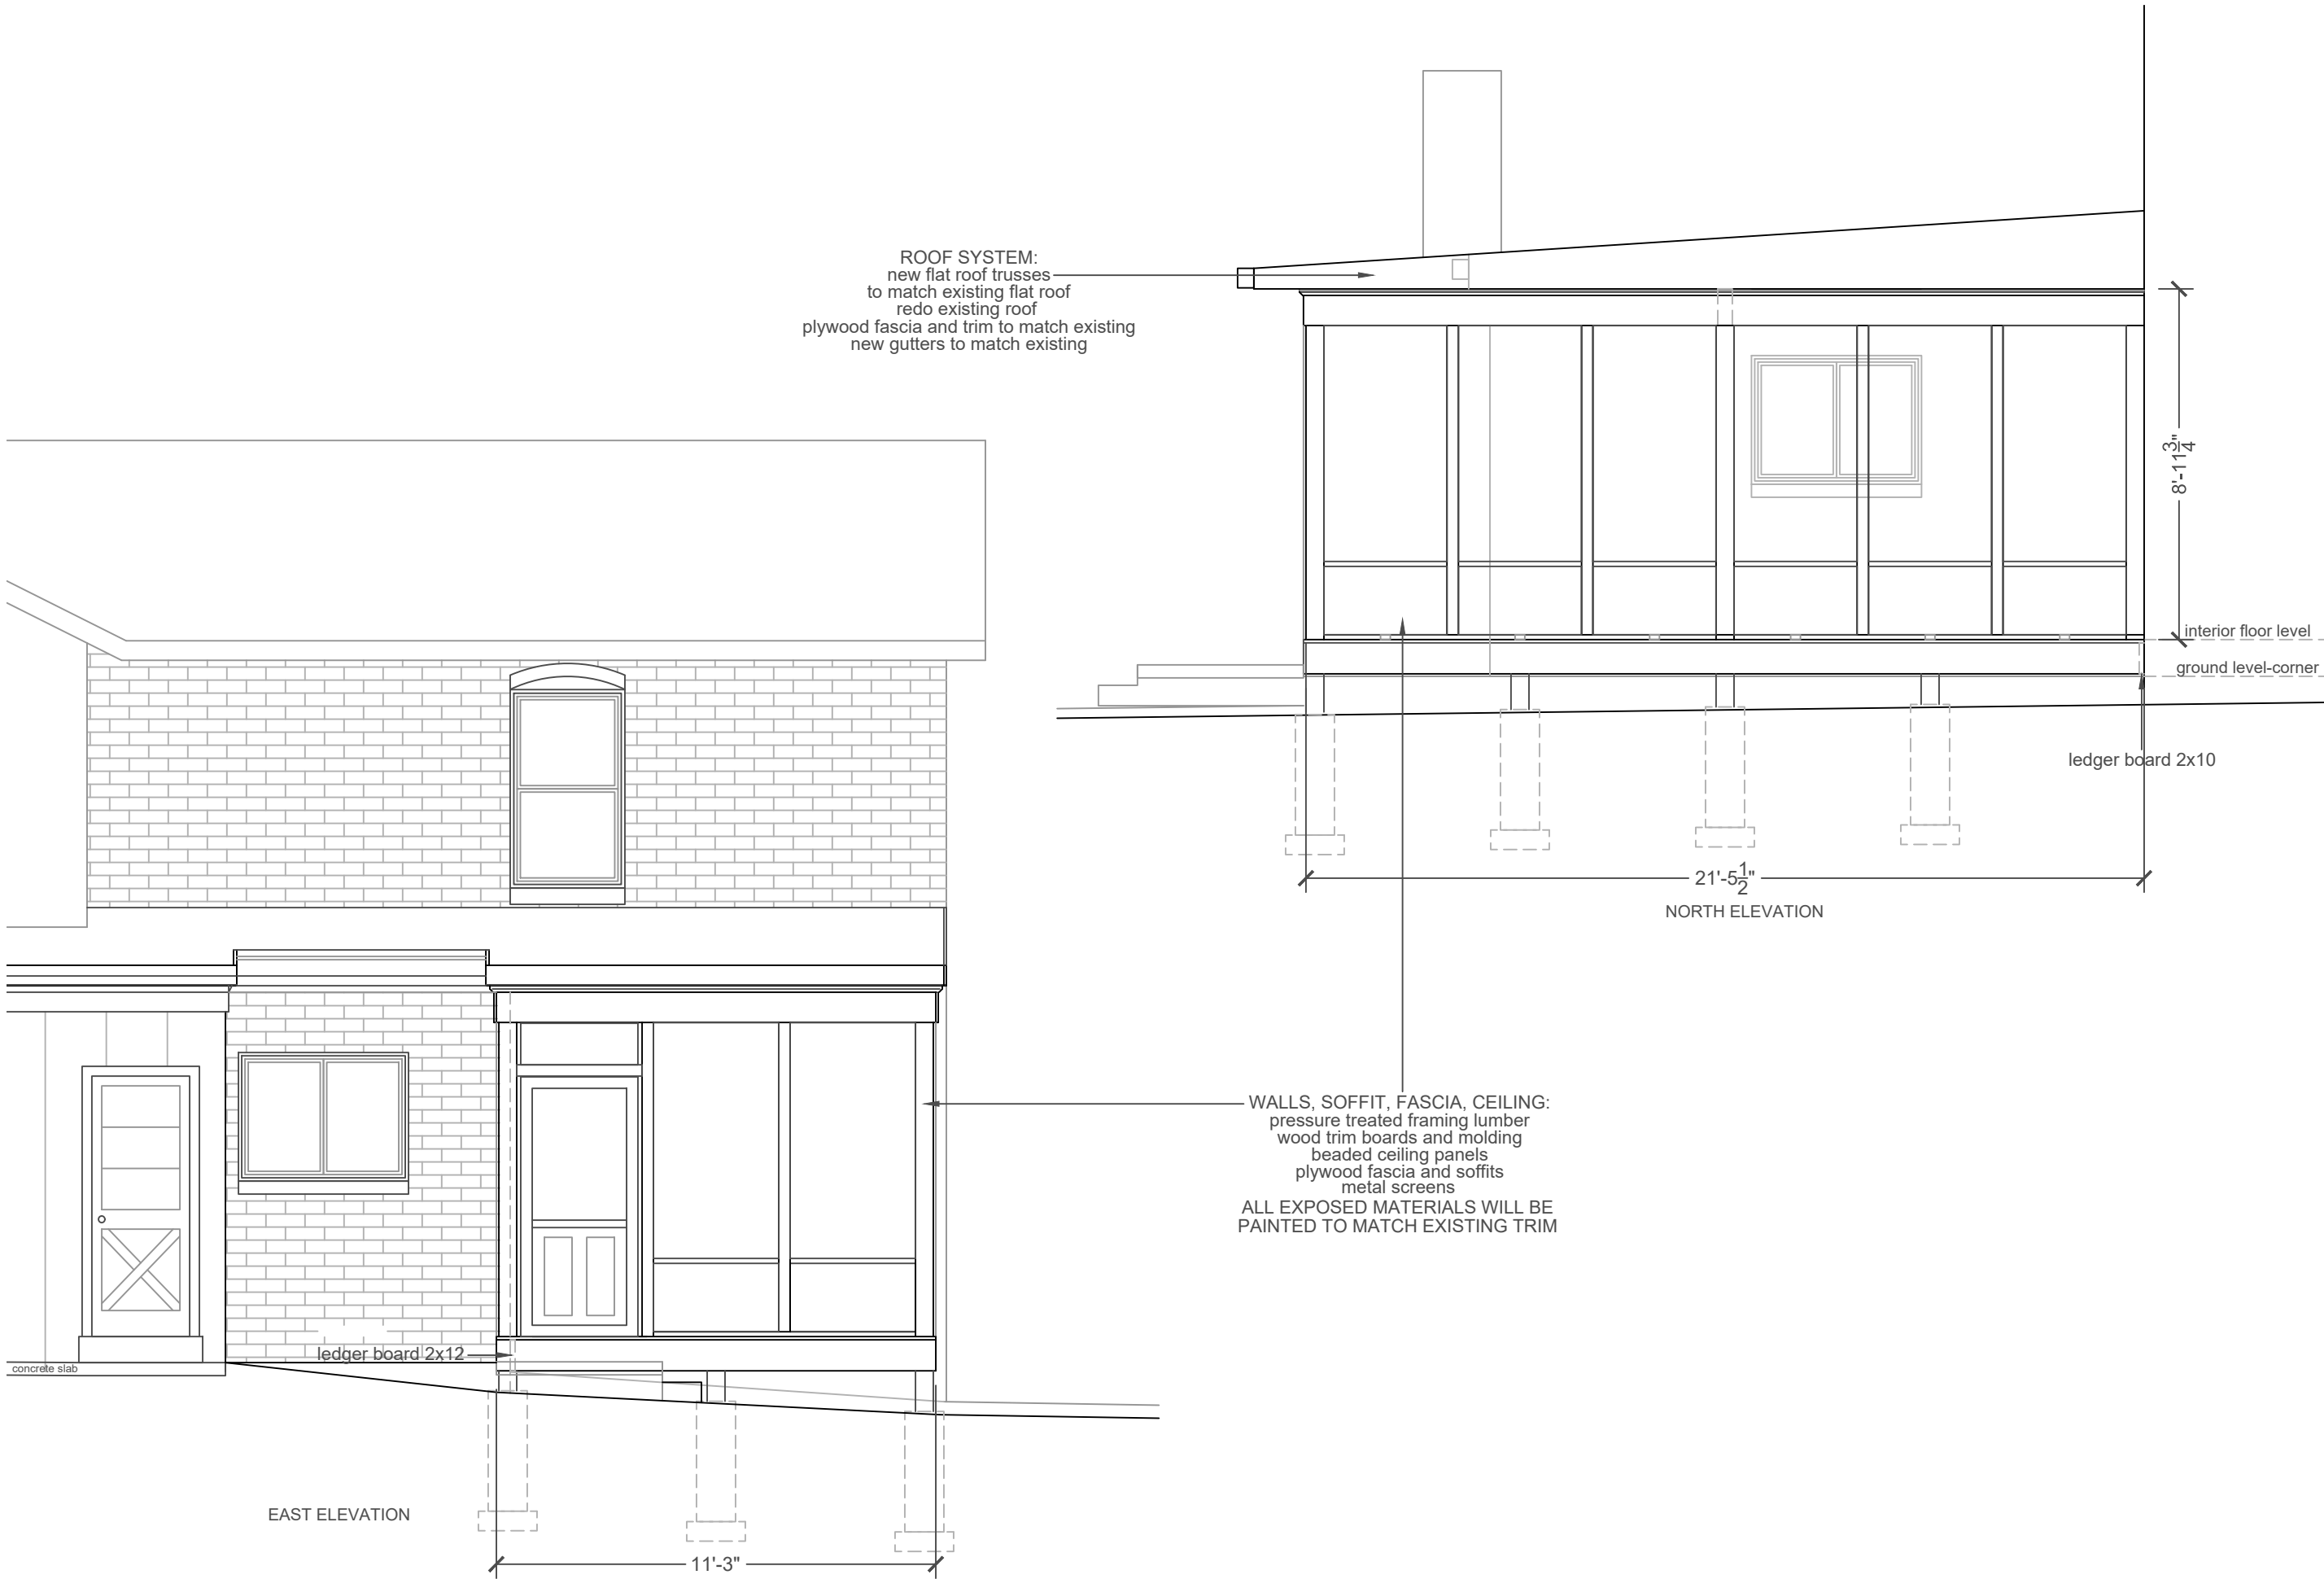 ROOF SYSTEM:
new flat roof trusses
to match existing flat roof
redo existing roof
plywood fascia and trim to match existing
new gutters to match existing
8'-11 3/4"
interior floor level
ground level-corner
ledger board 2x10
21'-5 1/2"
NORTH ELEVATION
WALLS, SOFFIT, FASCIA, CEILING:
pressure treated framing lumber
wood trim boards and molding
beaded ceiling panels
plywood fascia and soffits
metal screens
ALL EXPOSED MATERIALS WILL BE
PAINTED TO MATCH EXISTING TRIM
ledger board 2x12
concrete slab
EAST ELEVATION
11'-3"